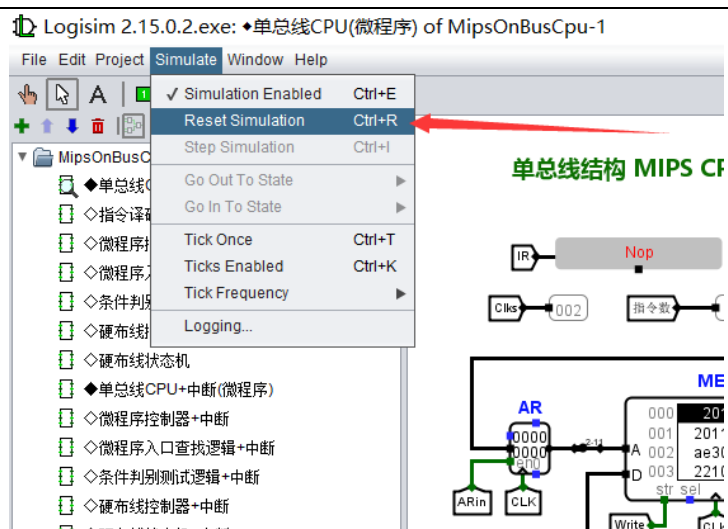 Logisim 2.15.0.2.exe: ◆单总线CPU(微程序) of MipsOnBusCpu-1
File Edit Project Simulate Window Help
A
Simulation Enabled Ctrl+E
Reset Simulation Ctrl+R
Step Simulation Ctrl+I
Go Out To State
Go In To State
Tick Once Ctrl+T
Ticks Enabled Ctrl+K
Tick Frequency
Logging...
MipsOnBusC
◆单总线
◇指令译
◇微程序
◇微程序
◇条件判别
◇硬布线
◇硬布线状态机
◆单总线CPU+中断(微程序)
◇微程序控制器+中断
◇微程序入口查找逻辑+中断
◇条件判别测试逻辑+中断
◇硬布线控制器+中断
单总线结构 MIPS CP
IR
Nop
Clks
002
指令数
ME
AR
0000
0000
en0
2-11
ARin
CLK
A
D
000 201
001 2011
002 ae30
003 2210
str sel
Write
CLK